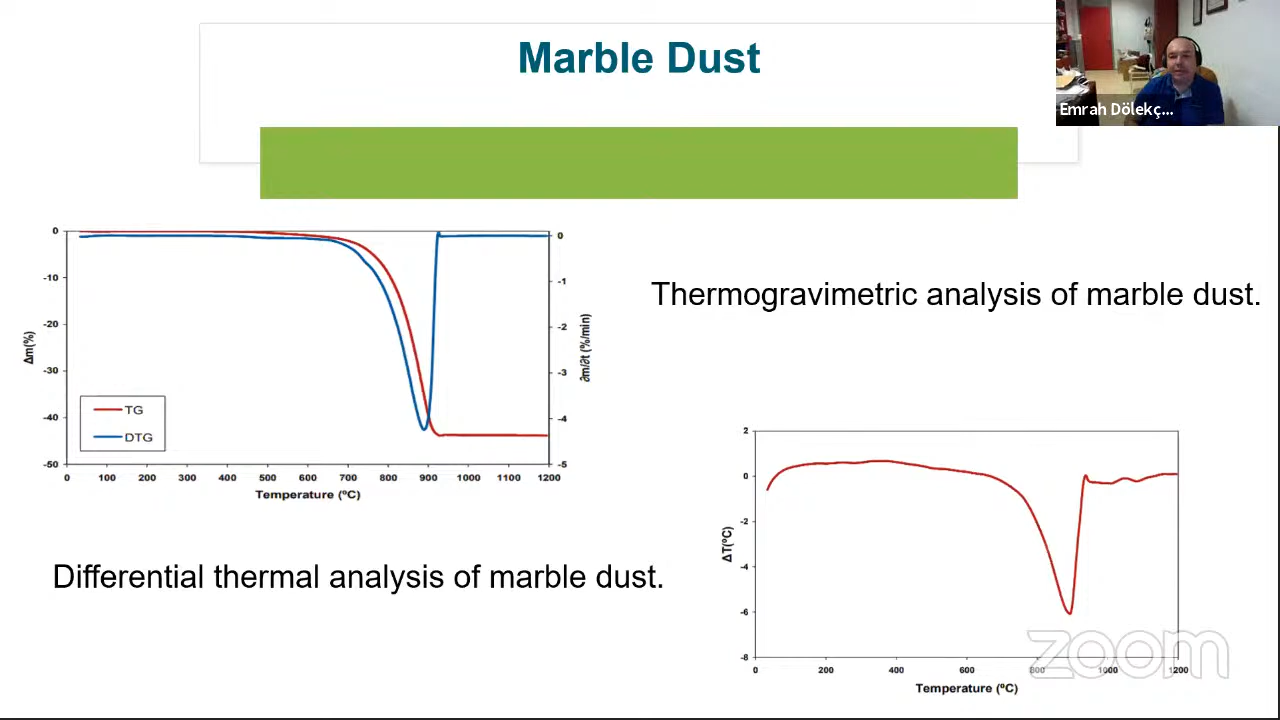 Marble Dust
Emrah Dölekç...
0
-10
-20
-30
-40
-50
Δm(%)
0
-1
-2
-3
-4
-5
∂m/∂t (%/min)
TG
DTG
0 100 200 300 400 500 600 700 800 900 1000 1100 1200
Temperature (ºC)
Thermogravimetric analysis of marble dust.
Differential thermal analysis of marble dust.
2
0
-2
-4
-6
-8
ΔT(ºC)
0 200 400 600 800 1000 1200
Temperature (ºC)
zoom